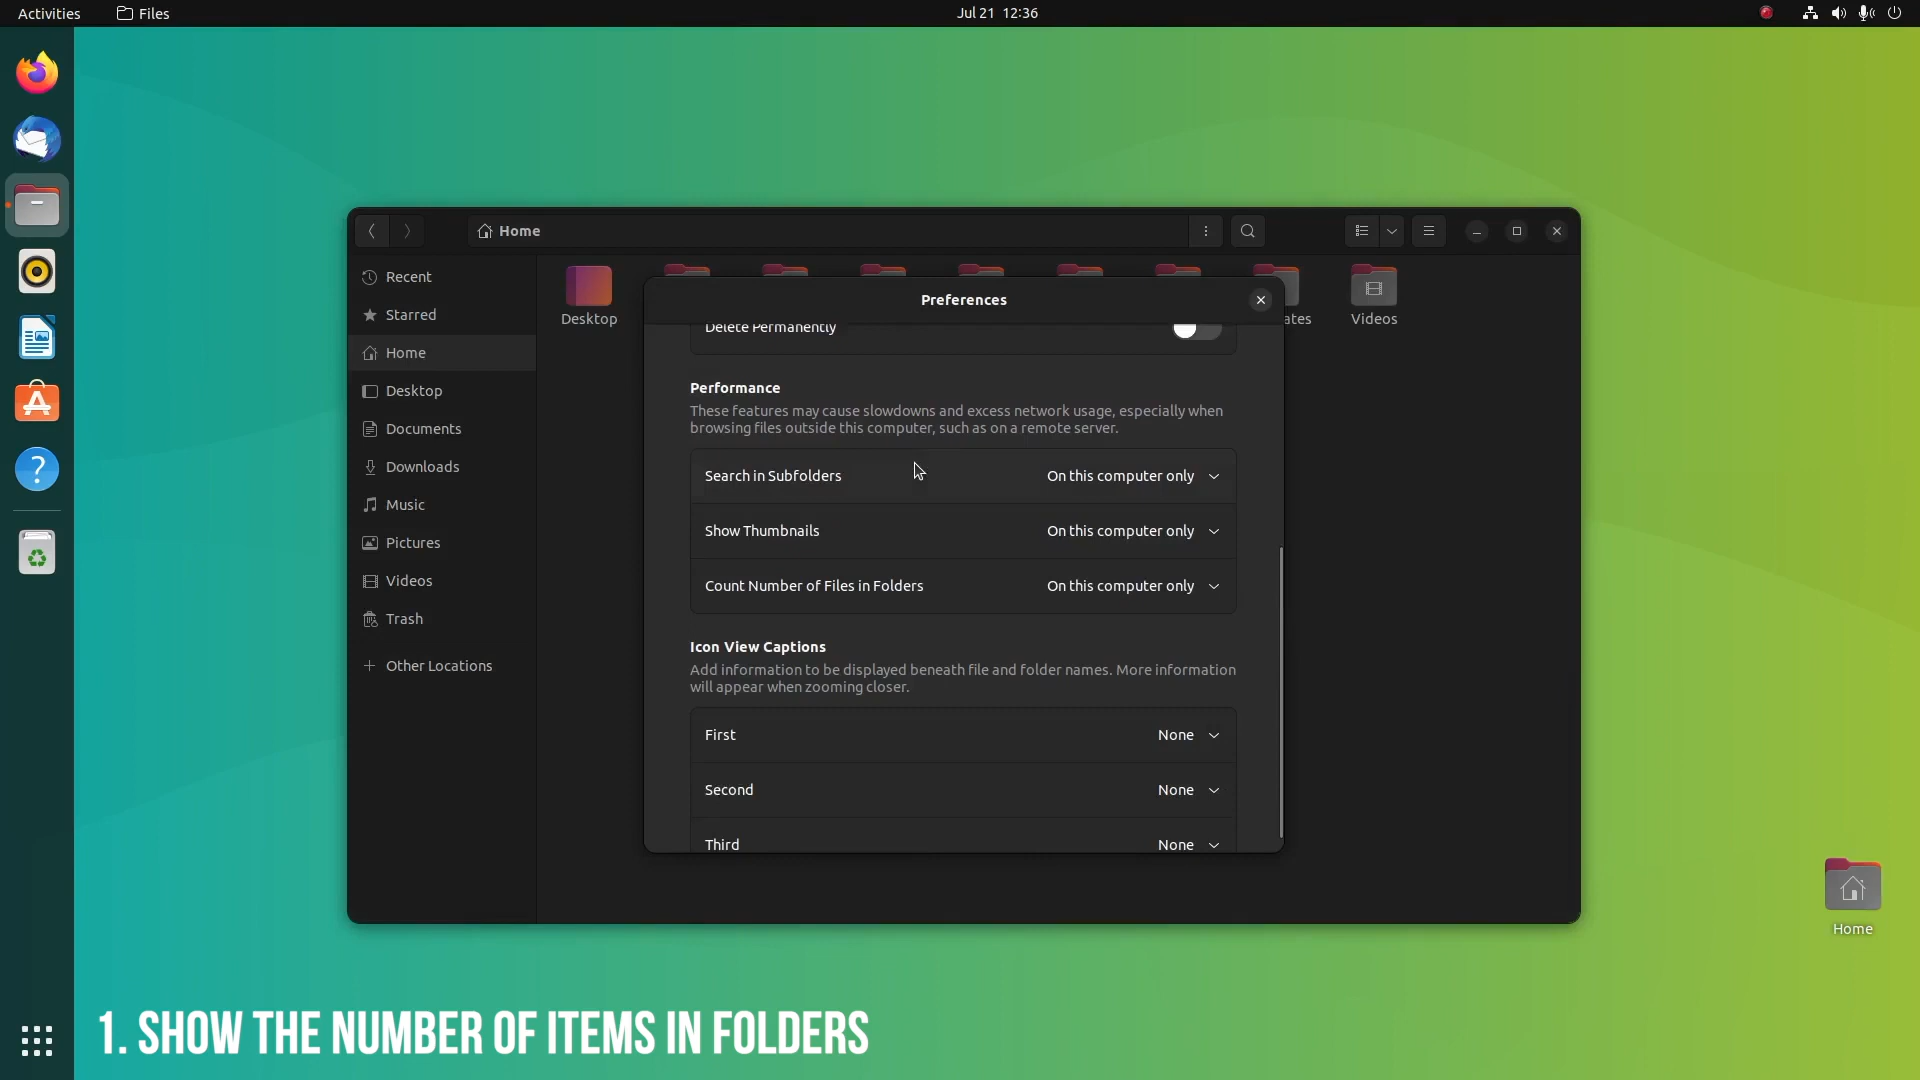 Activities
Files
Jul 21 12:36
Home
Recent
Starred
Home
Desktop
Documents
Downloads
Music
Pictures
Videos
Trash
Other Locations
Desktop
ates
Videos
Preferences
Delete Permanently
Performance
These features may cause slowdowns and excess network usage, especially when
browsing files outside this computer, such as on a remote server.
Search in Subfolders On this computer only
Show Thumbnails On this computer only
Count Number of Files in Folders On this computer only
Icon View Captions
Add information to be displayed beneath file and folder names. More information
will appear when zooming closer.
First None
Second None
Third None
Home
1. SHOW THE NUMBER OF ITEMS IN FOLDERS